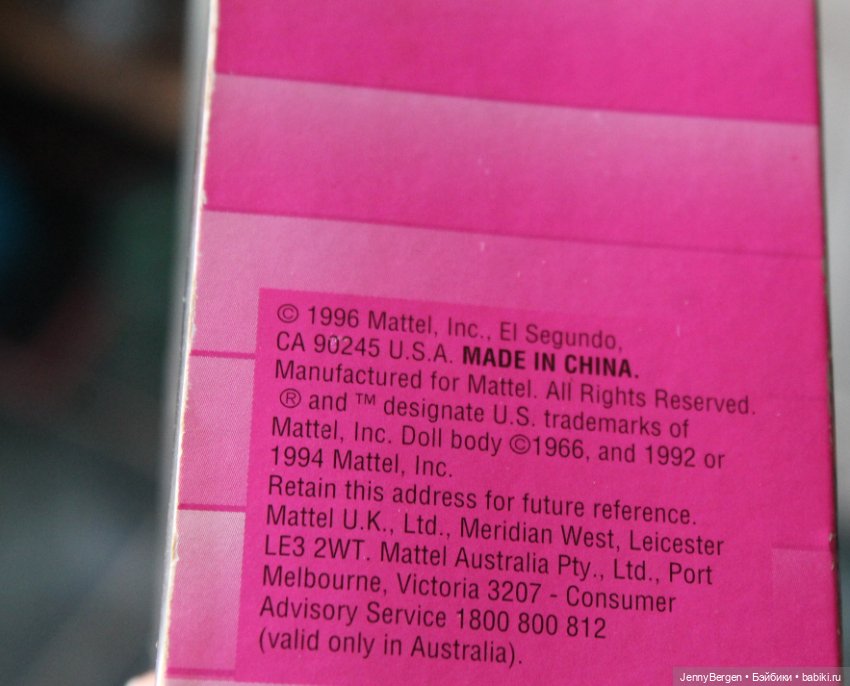 © 1996 Mattel, Inc., El Segundo,
CA 90245 U.S.A. MADE IN CHINA.
Manufactured for Mattel. All Rights Reserved.
® and ™ designate U.S. trademarks of
Mattel, Inc. Doll body ©1966, and 1992 or
1994 Mattel, Inc.
Retain this address for future reference.
Mattel U.K., Ltd., Meridian West, Leicester
LE3 2WT. Mattel Australia Pty., Ltd., Port
Melbourne, Victoria 3207 - Consumer
Advisory Service 1800 800 812
(valid only in Australia).
JennyBergen • Бэйбики • babiki.ru